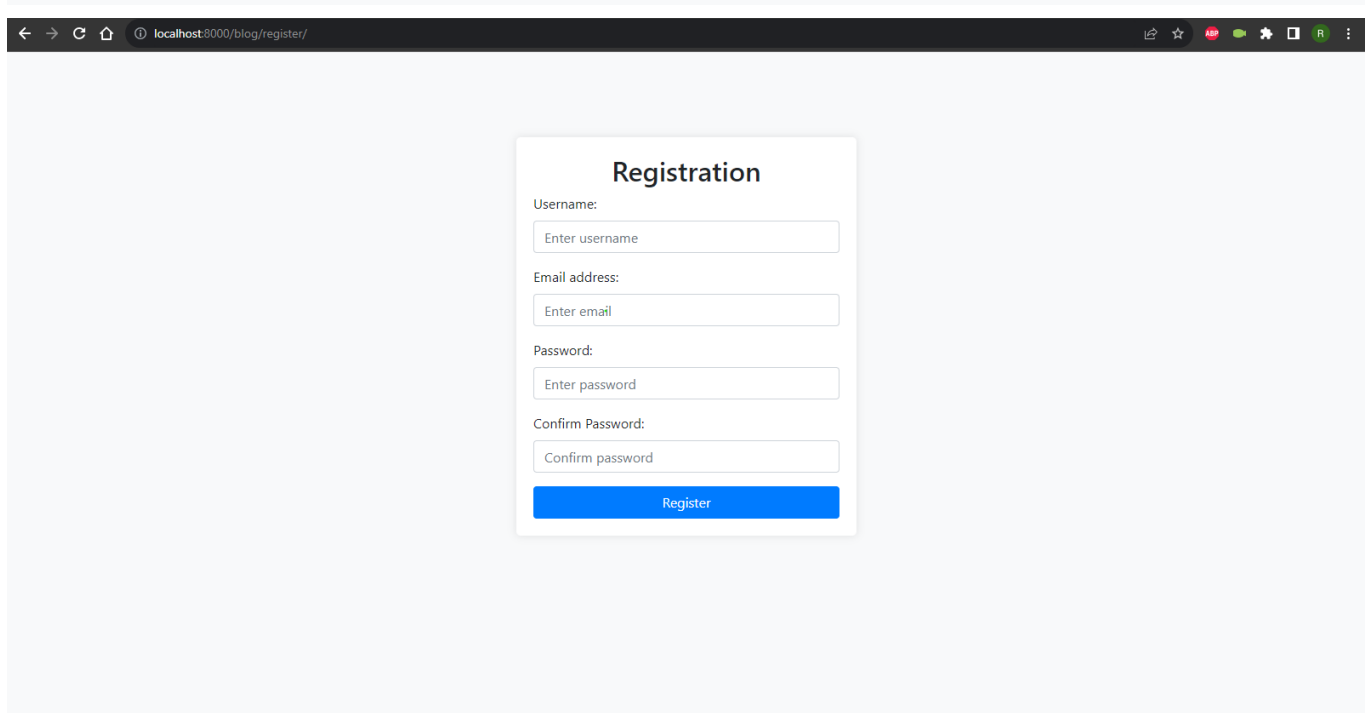 localhost:8000/blog/register/
ABP
R
Registration
Username:
Enter username
Email address:
Enter email
Password:
Enter password
Confirm Password:
Confirm password
Register